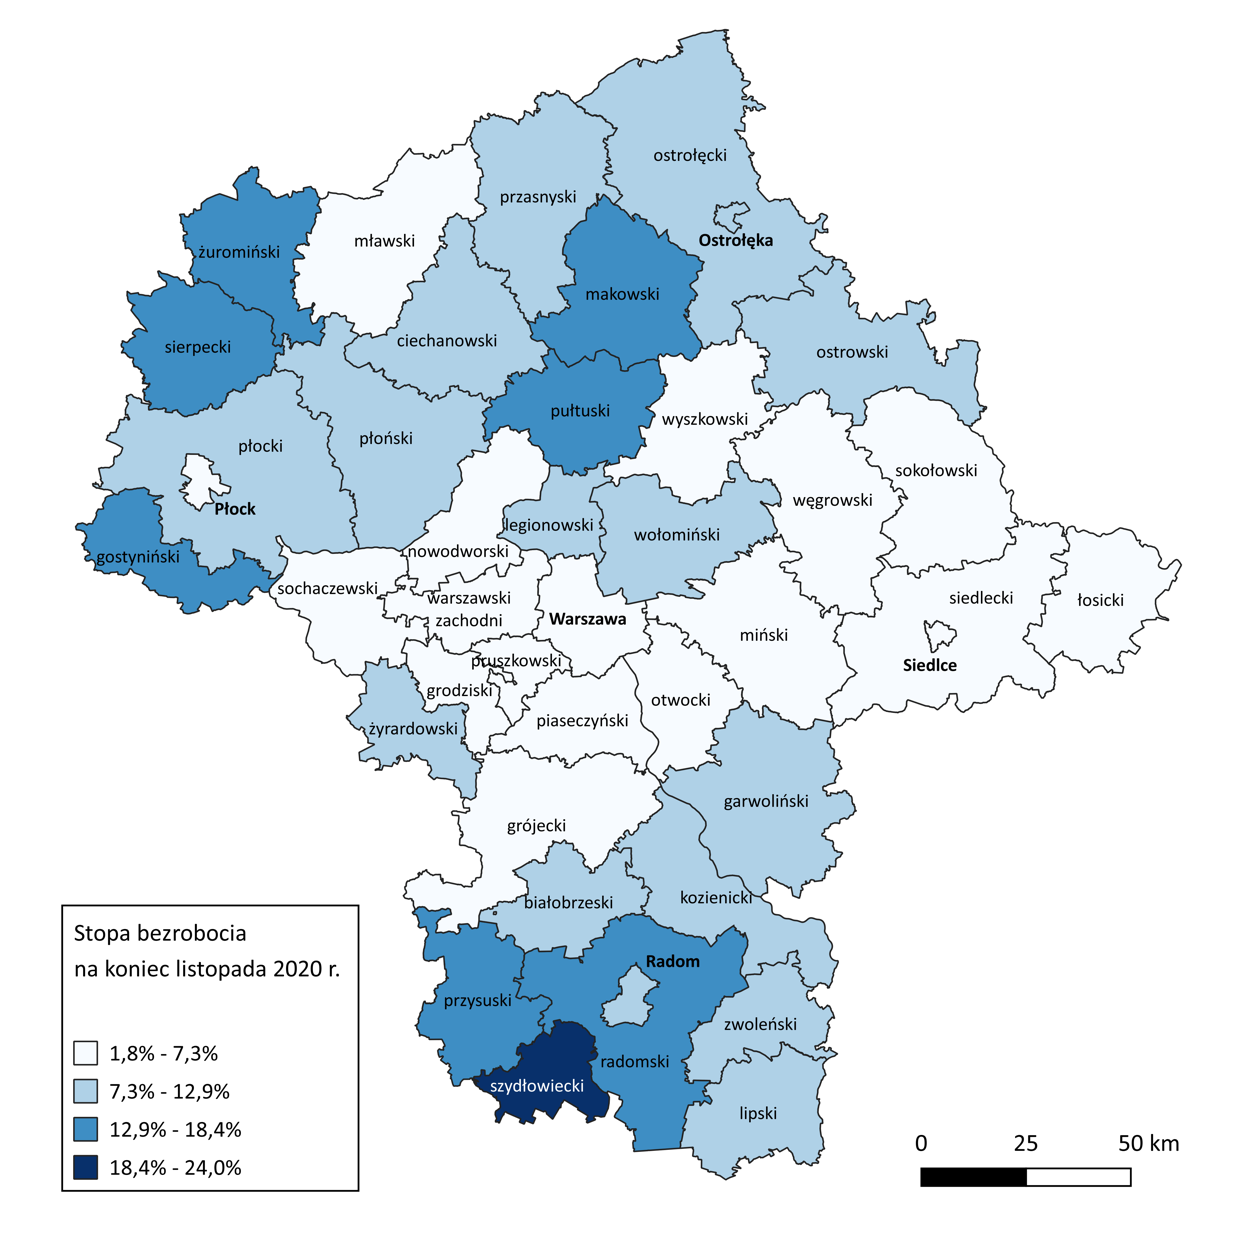 ostrołęcki
przasnyski
mławski
Ostrołęka
żuromiński
makowski
ciechanowski
sierpecki
ostrowski
pułtuski
wyszkowski
płoński
płocki
sokołowski
węgrowski
Płock
legionowski
wołomiński
nowodworski
gostyniński
sochaczewski
warszawski
zachodni
siedlecki
łosicki
Warszawa
miński
Siedlce
pruszkowski
grodziski
otwocki
piaseczyński
żyrardowski
garwoliński
grójecki
kozienicki
białobrzeski
Radom
przysuski
zwoleński
radomski
szydłowiecki
lipski
Stopa bezrobocia
na koniec listopada 2020 r.
1,8% - 7,3%
7,3% - 12,9%
12,9% - 18,4%
18,4% - 24,0%
0 25 50 km